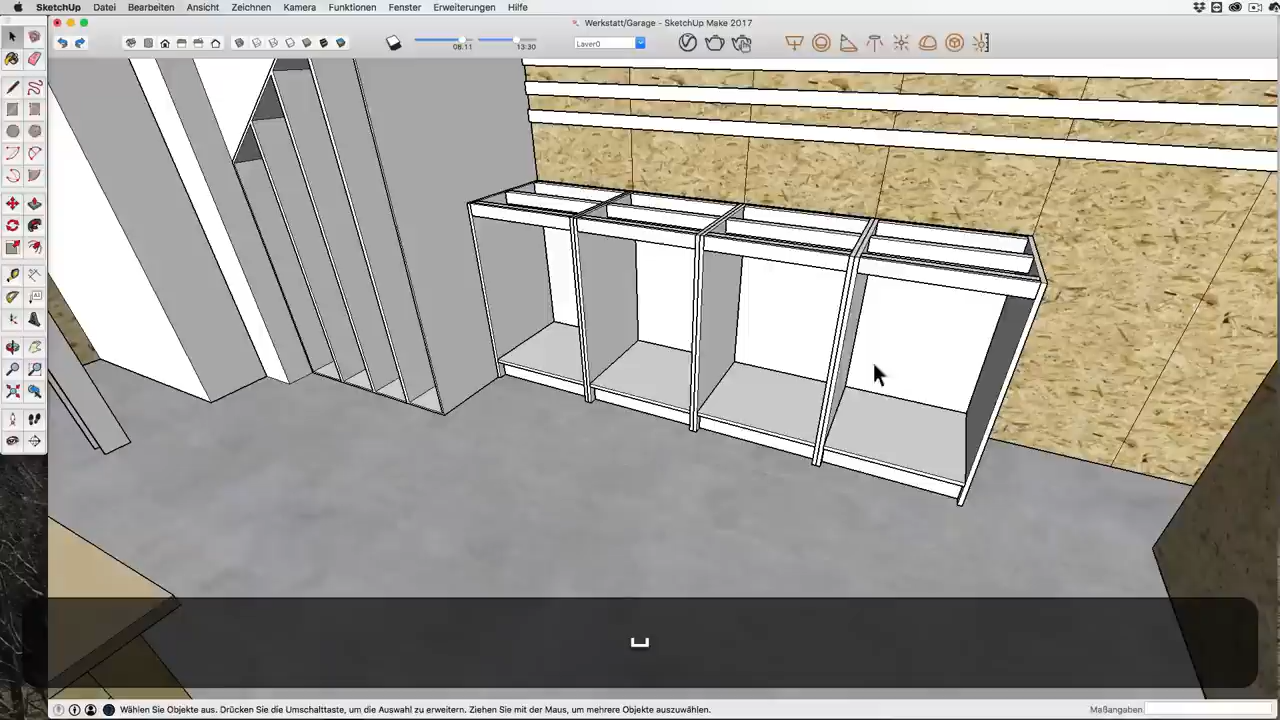 SketchUp Datei Bearbeiten Ansicht Zeichnen Kamera Funktionen Fenster Erweiterungen Hilfe
Werkstatt/Garage - SketchUp Make 2017
08:11 13:30 Layer0
Wählen Sie Objekte aus. Drücken Sie die Umschalttaste, um die Auswahl zu erweitern. Ziehen Sie mit der Maus, um mehrere Objekte auszuwählen. Maßangaben